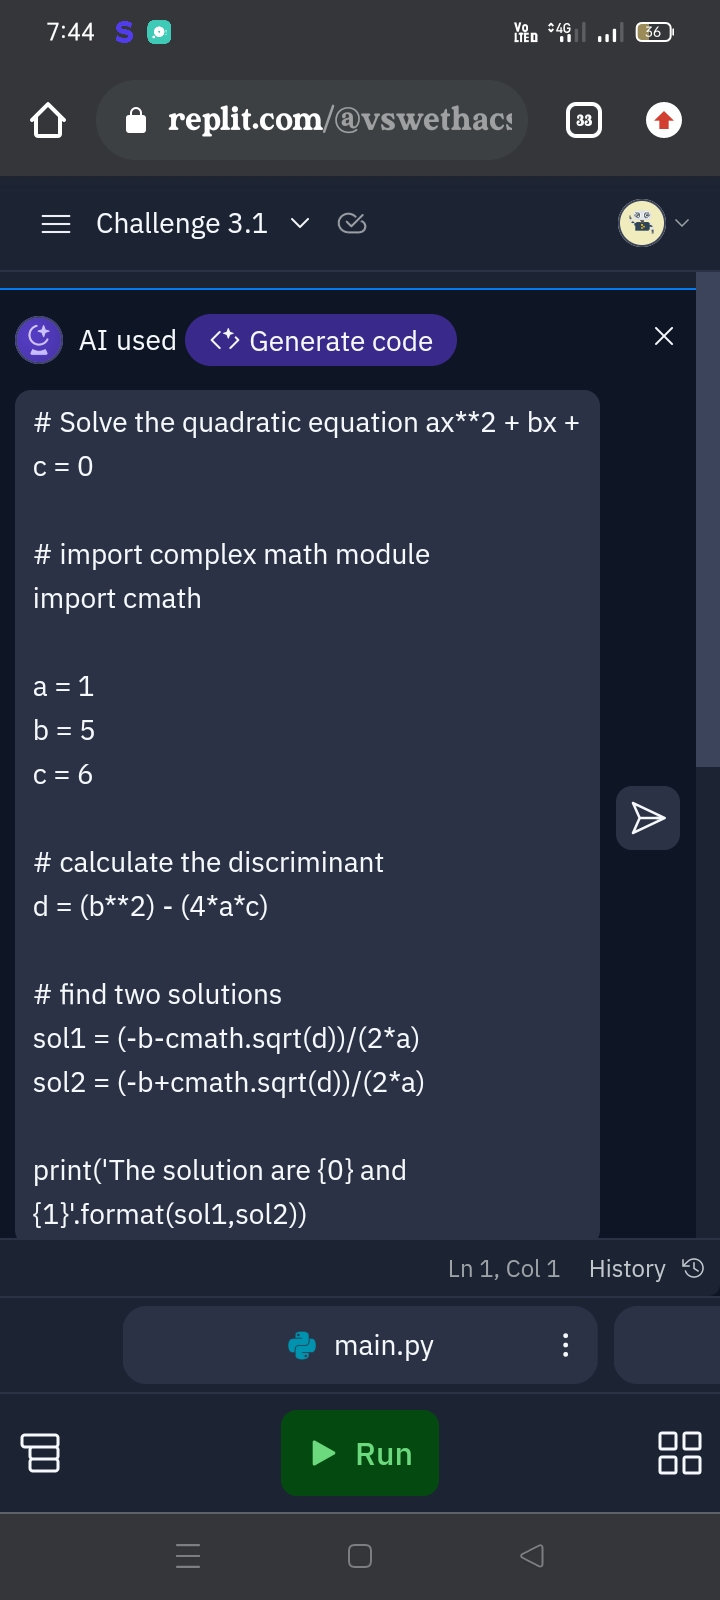 7:44 S Vo LTED 4G 36
replit.com/@vswethacs 33
Challenge 3.1
AI used Generate code
# Solve the quadratic equation ax**2 + bx +
c = 0
# import complex math module
import cmath
a = 1
b = 5
c = 6
# calculate the discriminant
d = (b**2) - (4*a*c)
# find two solutions
sol1 = (-b-cmath.sqrt(d))/(2*a)
sol2 = (-b+cmath.sqrt(d))/(2*a)
print('The solution are {0} and
{1}'.format(sol1,sol2))
Ln 1, Col 1 History
main.py
Run